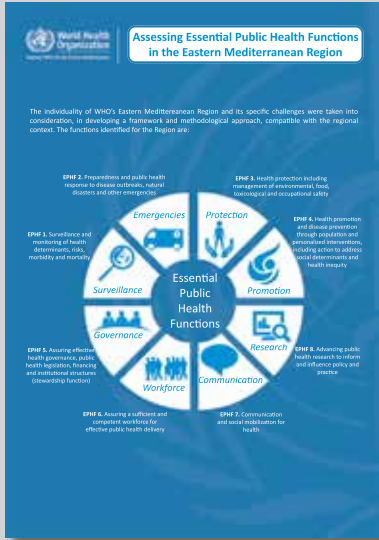 World Health
Organization
Assessing Essential Public Health Functions
in the Eastern Mediterranean Region
The individuality of WHO's Eastern Meditereanean Region and its specific challenges were taken into
consideration, in developing a framework and methodological approach, compatible with the regional
context. The functions identified for the Region are:
EPHF 2. Preparedness and public health
response to disease outbreaks, natural
disasters and other emergencies
EPHF 3. Health protection including
management of environmental, food,
toxicological and occupational safety
EPHF 1. Surveillance and
monitoring of health
determinants, risks,
morbidity and mortality
EPHF 4. Health promotion
and disease prevention
through population and
personalised interventions,
including action to address
social determinants and
health inequity
Emergencies
Protection
Surveillance
Promotion
Essential
Public
Health
Functions
Governance
Research
Workforce
Communication
EPHF 5. Assuring effective
health governance, public
health legislation, financing
and institutional structures
(stewardship function)
EPHF 8. Advancing public
health research to inform
and influence policy and
practice
EPHF 6. Assuring a sufficient and
competent workforce for
effective public health delivery
EPHF 7. Communication
and social mobilization for
health